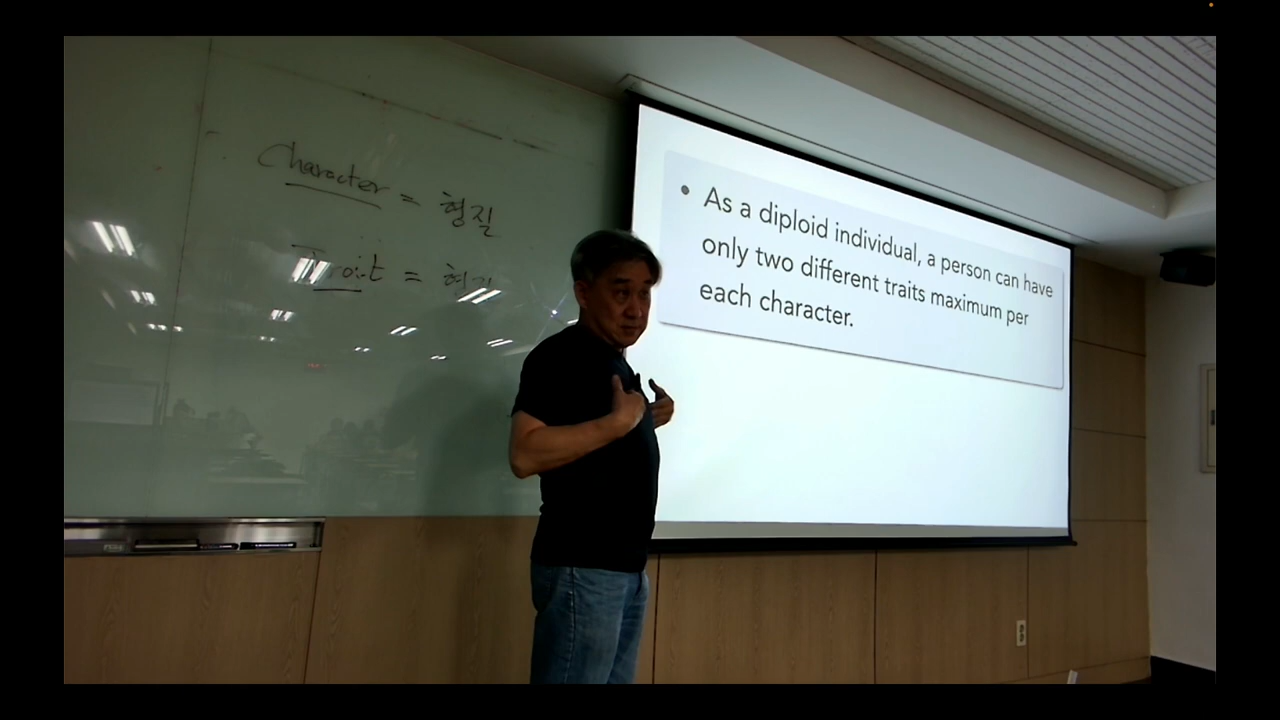 Character = 형질
Trait =
• As a diploid individual, a person can have
only two different traits maximum per
each character.